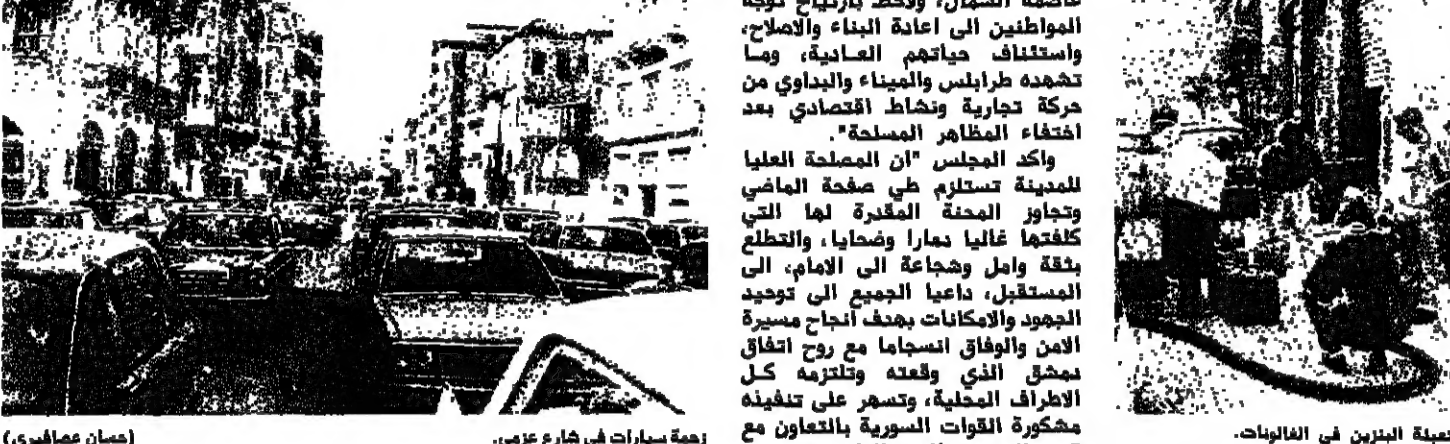 عاصمة الشمال، ولاحظ بارتياح توجه
المواطنين الى اعادة البناء والاصلاح،
واستئناف حياتهم العادية، وما
تشهده طرابلس والميناء والبداوي من
حركة تجارية ونشاط اقتصادي بعد
اختفاء المظاهر المسلحة".
واكد المجلس "ان المصلحة العليا
للمدينة تستلزم طي صفحة الماضي
وتجاوز المحنة المقدرة لها التي
كلفتها غاليا دمارا وضحايا، والتطلع
بثقة وامل وشجاعة الى الامام، الى
المستقبل، داعيا الجميع الى توحيد
الجهود والامكانات بهدف انجاح مسيرة
الامن والوفاق انسجاما مع روح اتفاق
دمشق الذي وقعته وتلتزمه كل
الاطراف المحلية، وتسهر على تنفيذه
مشكورة القوات السورية بالتعاون مع
تعبئة البنزين في الغالونات.
زحمة سيارات في شارع عزمي.
(حسان عصافيري)